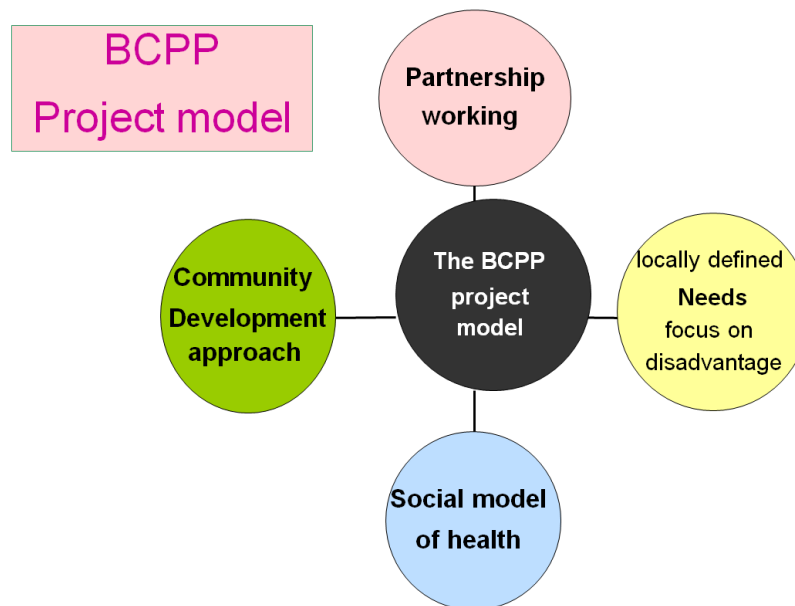 BCPP
Project model
Partnership
working
Community
Development
approach
The BCPP
project
model
locally defined
Needs
focus on
disadvantage
Social model
of health